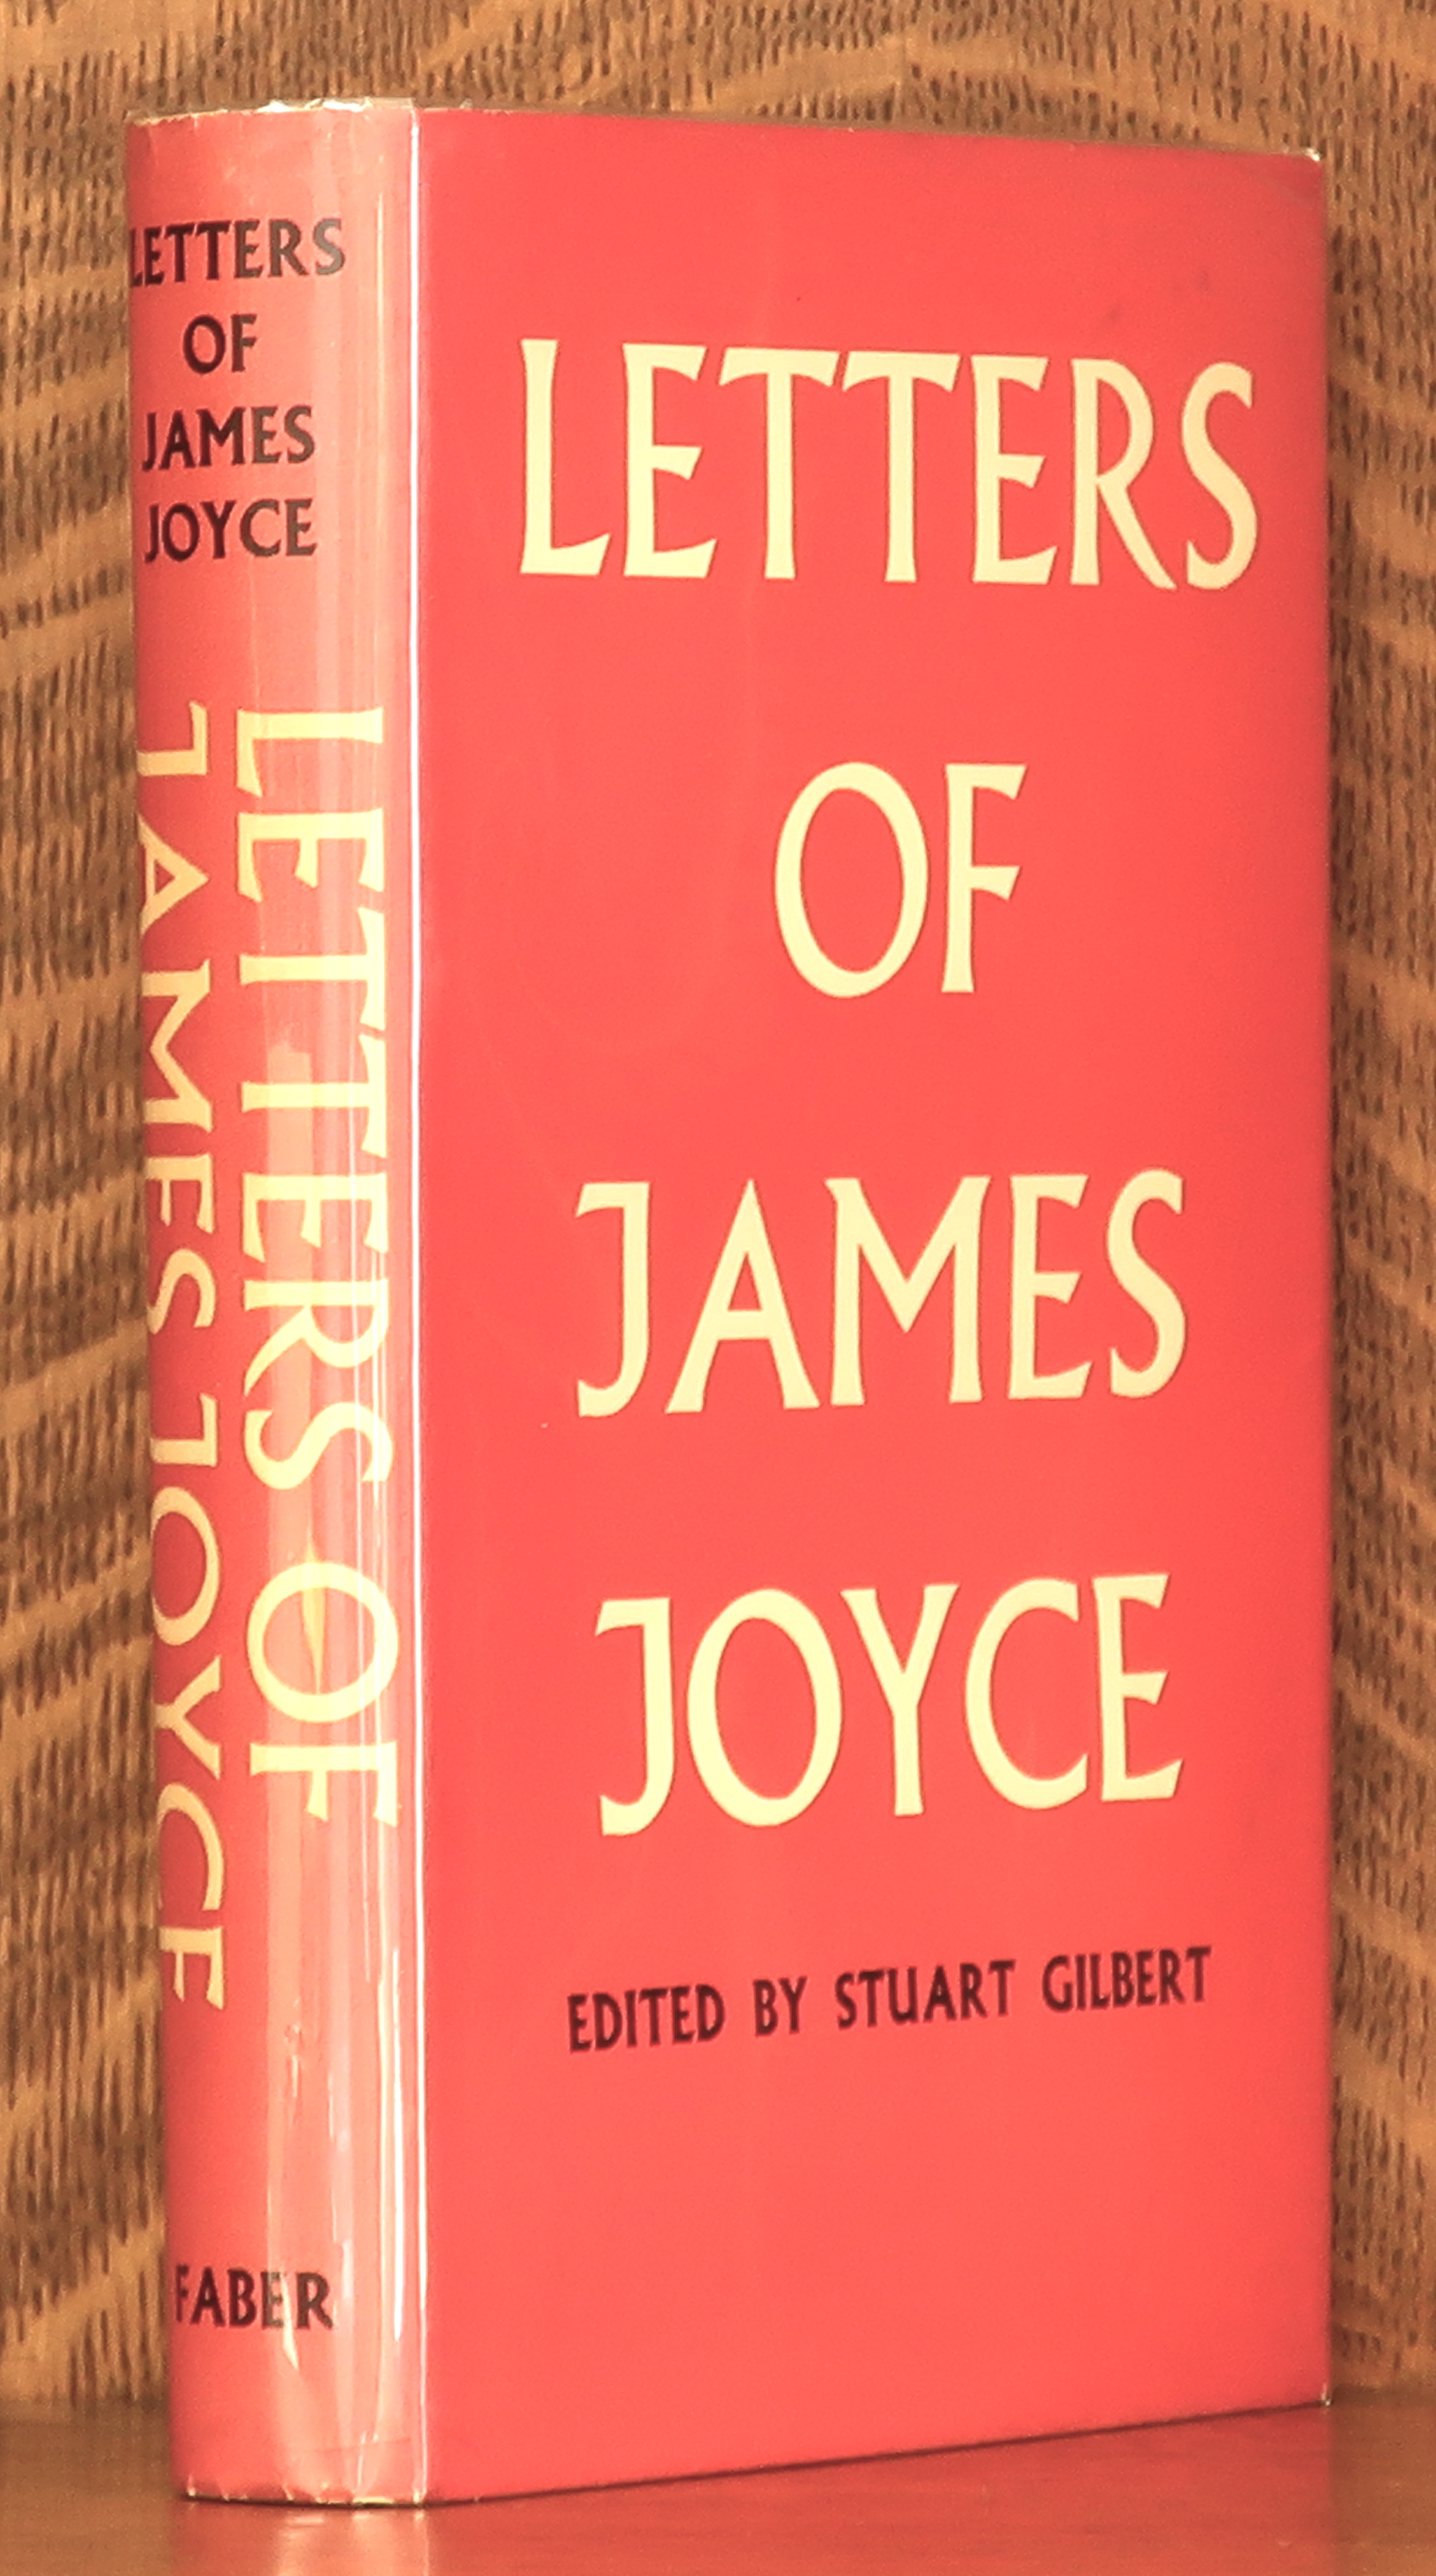 LETTERS
OF
JAMES
JOYCE
LETTERS OF
JAMES JOYCE
FABER
LETTERS
OF
JAMES
JOYCE
EDITED BY STUART GILBERT